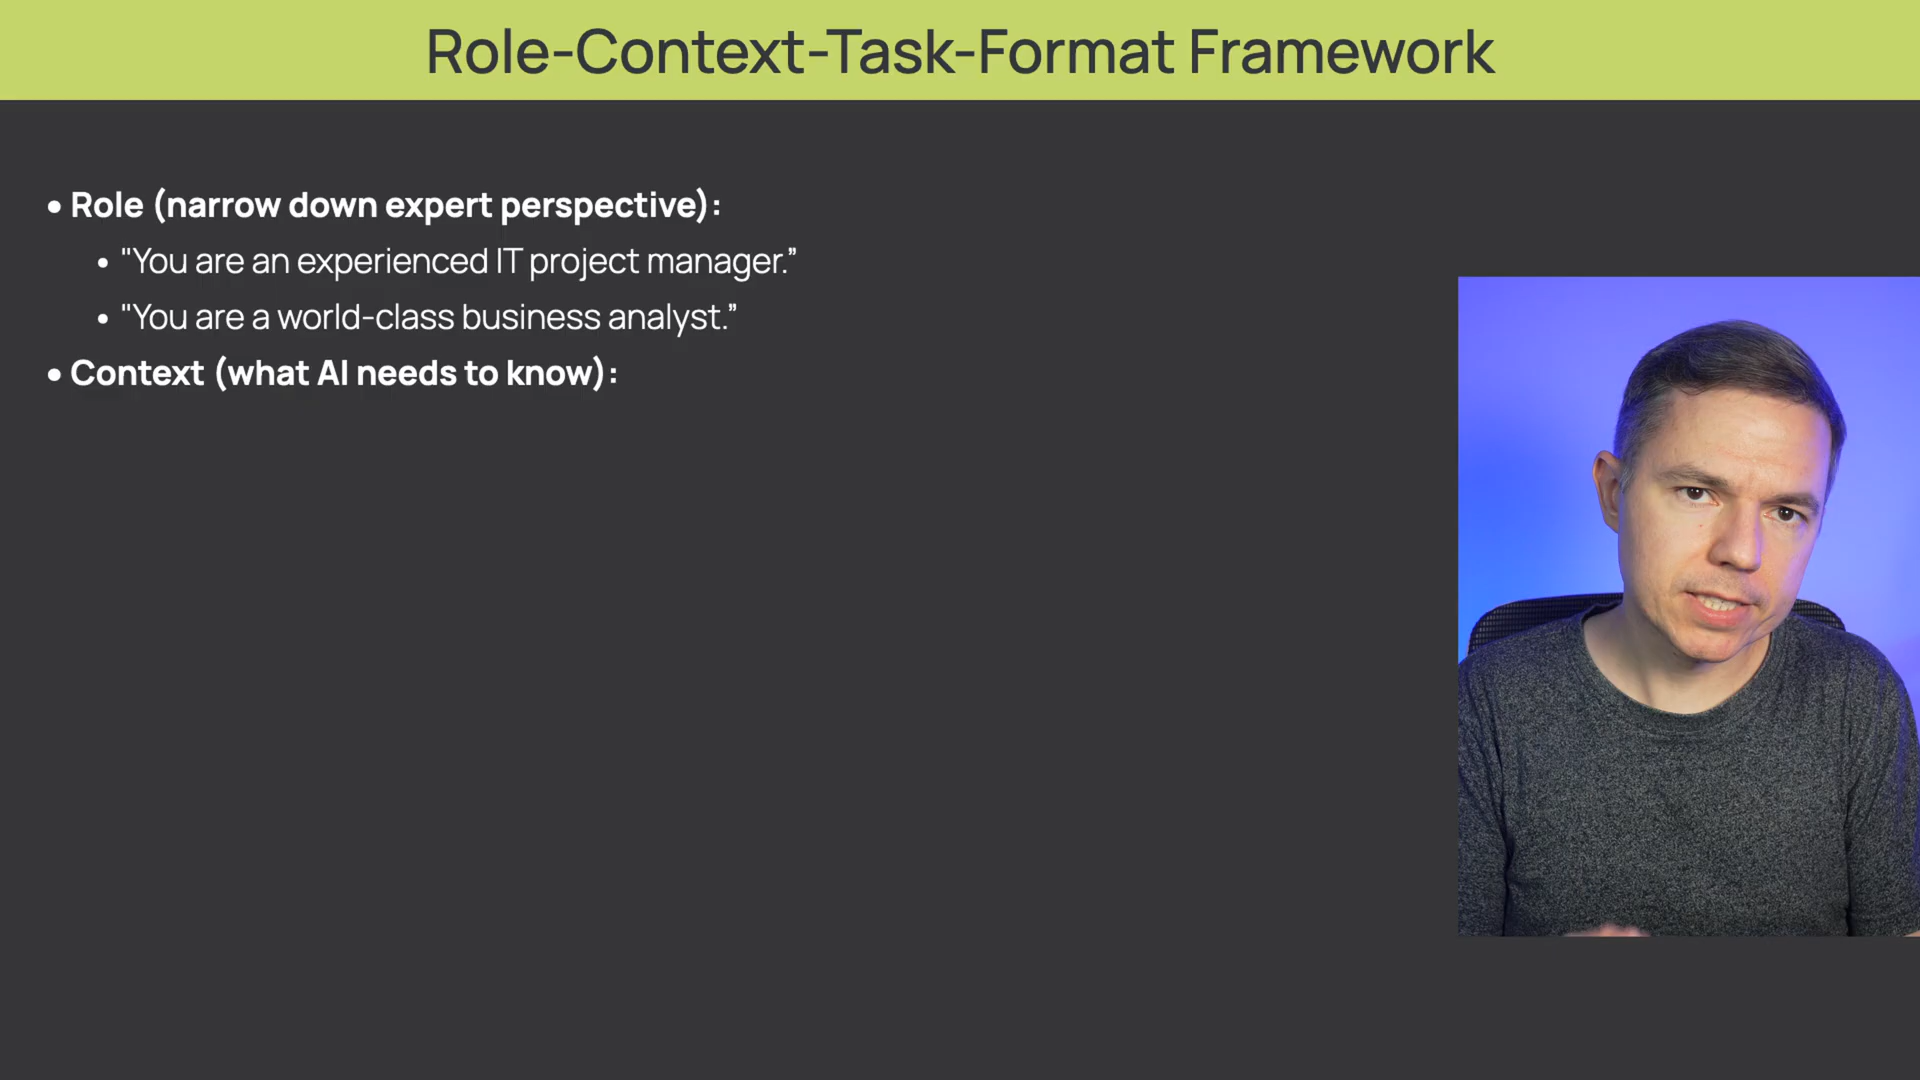 Role-Context-Task-Format Framework
• Role (narrow down expert perspective):
• "You are an experienced IT project manager.”
• "You are a world-class business analyst.”
• Context (what AI needs to know):